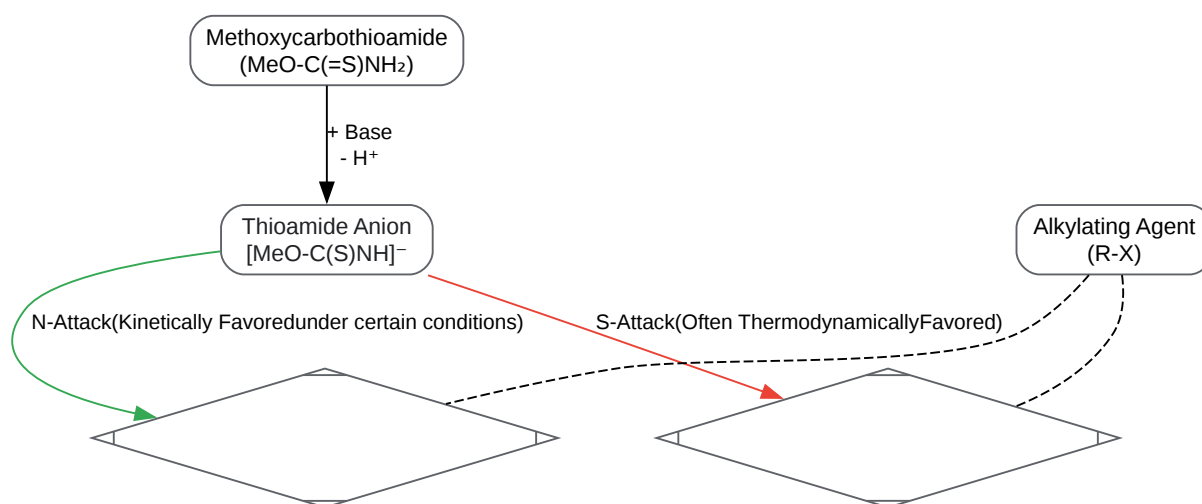 Methoxycarbothioamide
(MeO-C(=S)NH₂)
+ Base
- H⁺
Thioamide Anion
[MeO-C(S)NH]⁻
Alkylating Agent
(R-X)
N-Attack(Kinetically Favoredunder certain conditions)
S-Attack(Often ThermodynamicallyFavored)